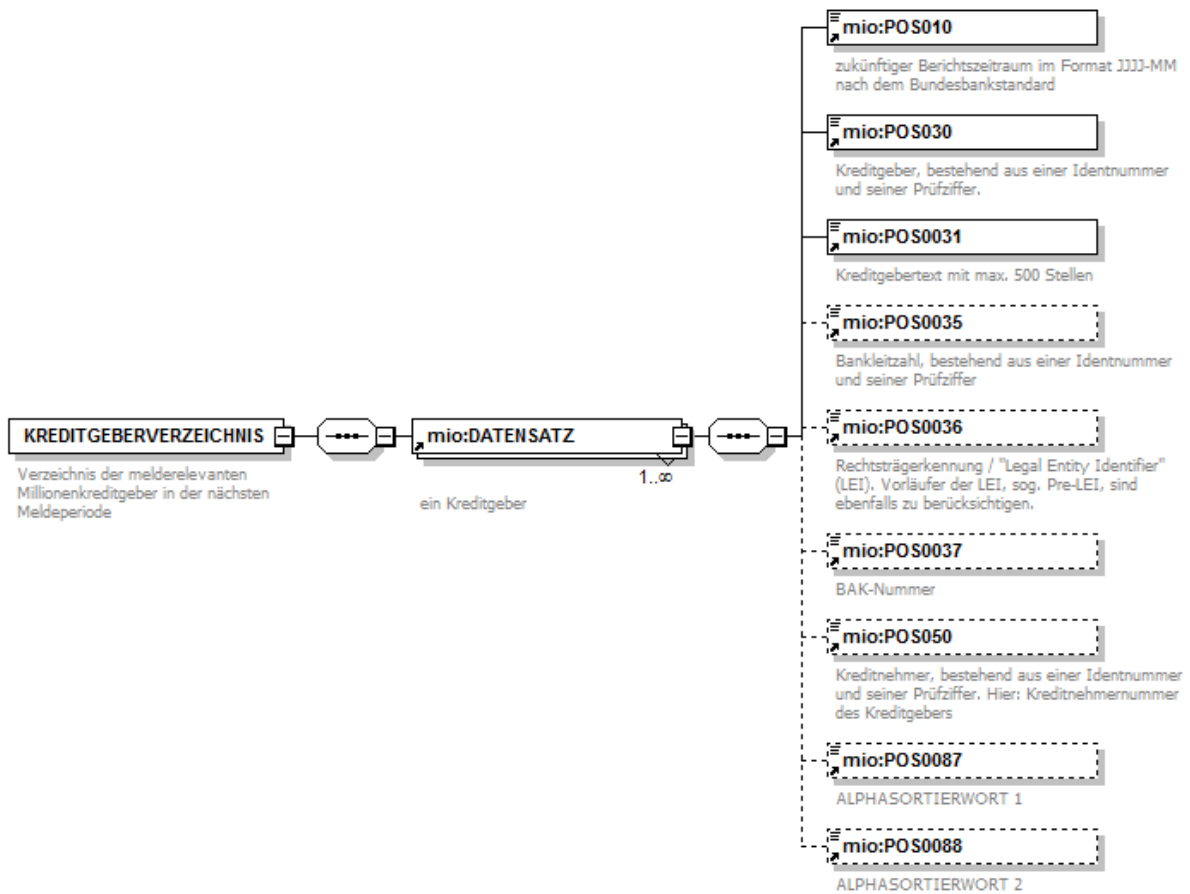 mio:POS010
zukünftiger Berichtszeitraum im Format JJJJ-MM
nach dem Bundesbankstandard
mio:POS030
Kreditgeber, bestehend aus einer Identnummer
und seiner Prüfziffer.
mio:POS0031
Kreditgebertext mit max. 500 Stellen
mio:POS0035
Bankleitzahl, bestehend aus einer Identnummer
und seiner Prüfziffer
KREDITGEBERVERZEICHNIS
Verzeichnis der melderelevanten
Millionenkreditgeber in der nächsten
Meldeperiode
mio:DATENSATZ
1..∞
ein Kreditgeber
mio:POS0036
Rechtsträgerkennung / "Legal Entity Identifier"
(LEI). Vorläufer der LEI, sog. Pre-LEI, sind
ebenfalls zu berücksichtigen.
mio:POS0037
BAK-Nummer
mio:POS050
Kreditnehmer, bestehend aus einer Identnummer
und seiner Prüfziffer. Hier: Kreditnehmernummer
des Kreditgebers
mio:POS0087
ALPHASORTIERWORT 1
mio:POS0088
ALPHASORTIERWORT 2